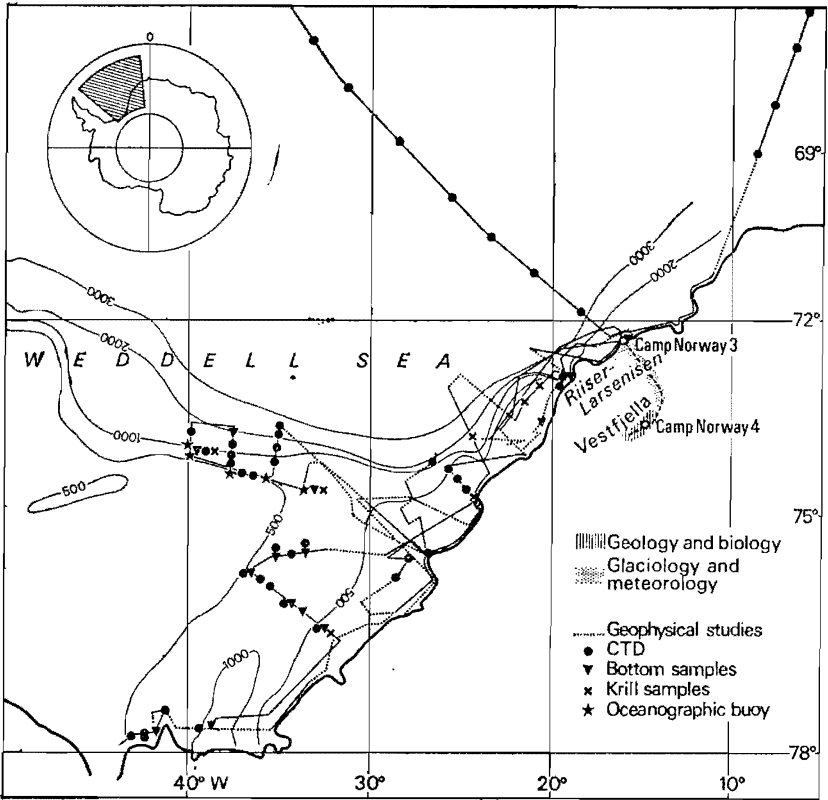 0
69°
3000
2000
3000
72°
2000
Camp Norway 3
WEDDELL SEA
Riiser-
Larsenisen
Vestfjella
Camp Norway 4
1000
500
500
75°
Geology and biology
Glaciology and
meteorology
500
Geophysical studies
CTD
Bottom samples
Krill samples
Oceanographic buoy
1000
78°
40° W
30°
20°
10°